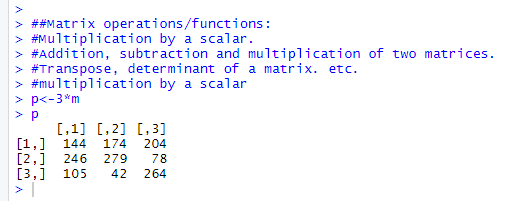 >
> ##Matrix operations/functions:
> #Multiplication by a scalar.
> #Addition, subtraction and multiplication of two matrices.
> #Transpose, determinant of a matrix. etc.
> #multiplication by a scalar
> p<-3*m
> p
     [,1] [,2] [,3]
[1,]  144  174  204
[2,]  246  279   78
[3,]  105   42  264
>